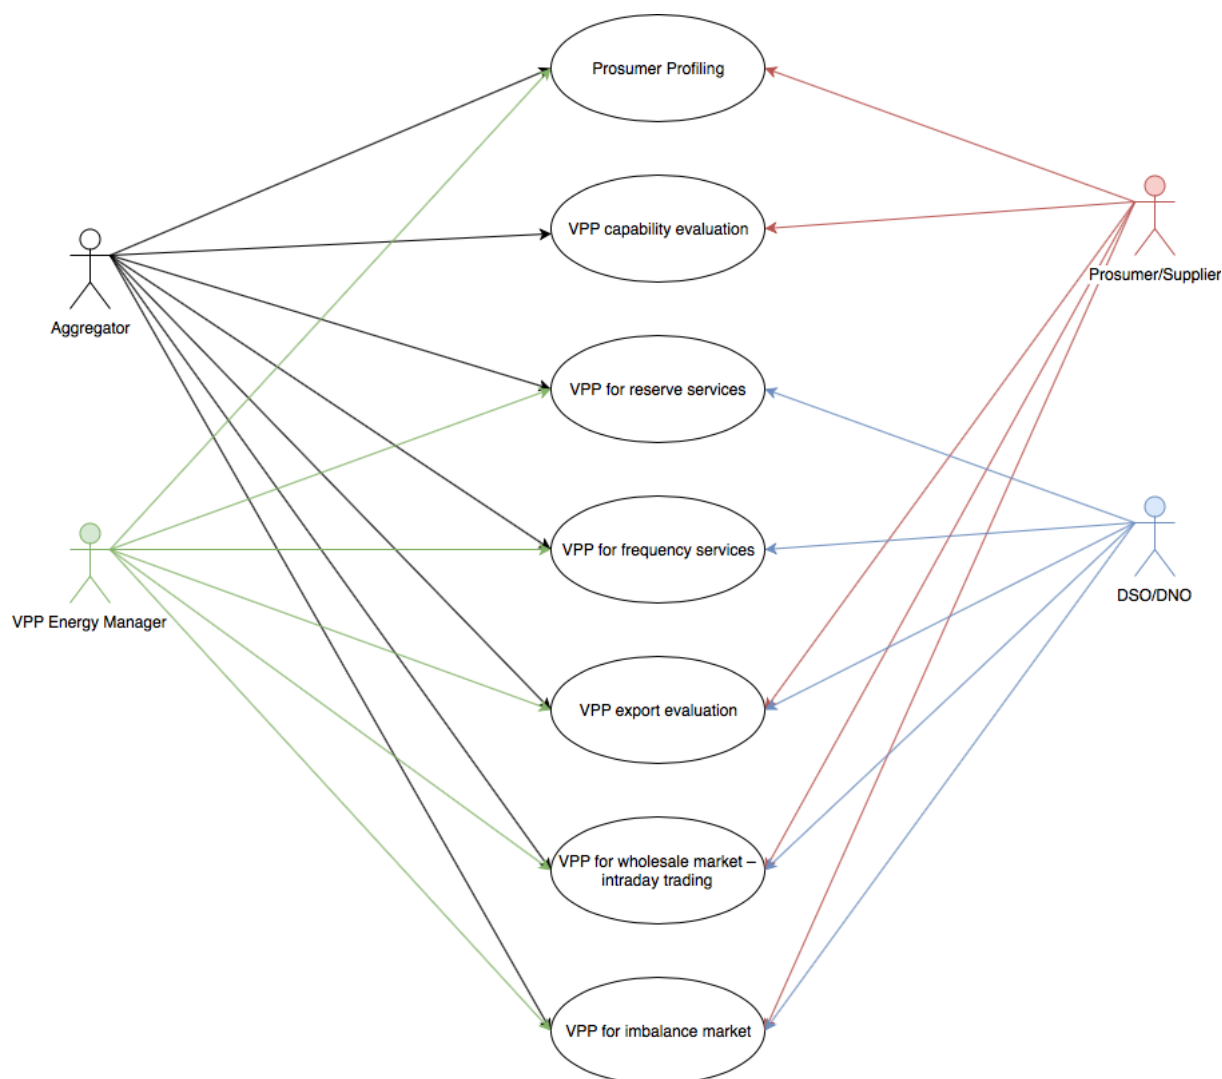 Prosumer Profiling
VPP capability evaluation
Prosumer/Supplier
Aggregator
VPP for reserve services
VPP for frequency services
DSO/DNO
VPP Energy Manager
VPP export evaluation
VPP for wholesale market –
intraday trading
VPP for imbalance market